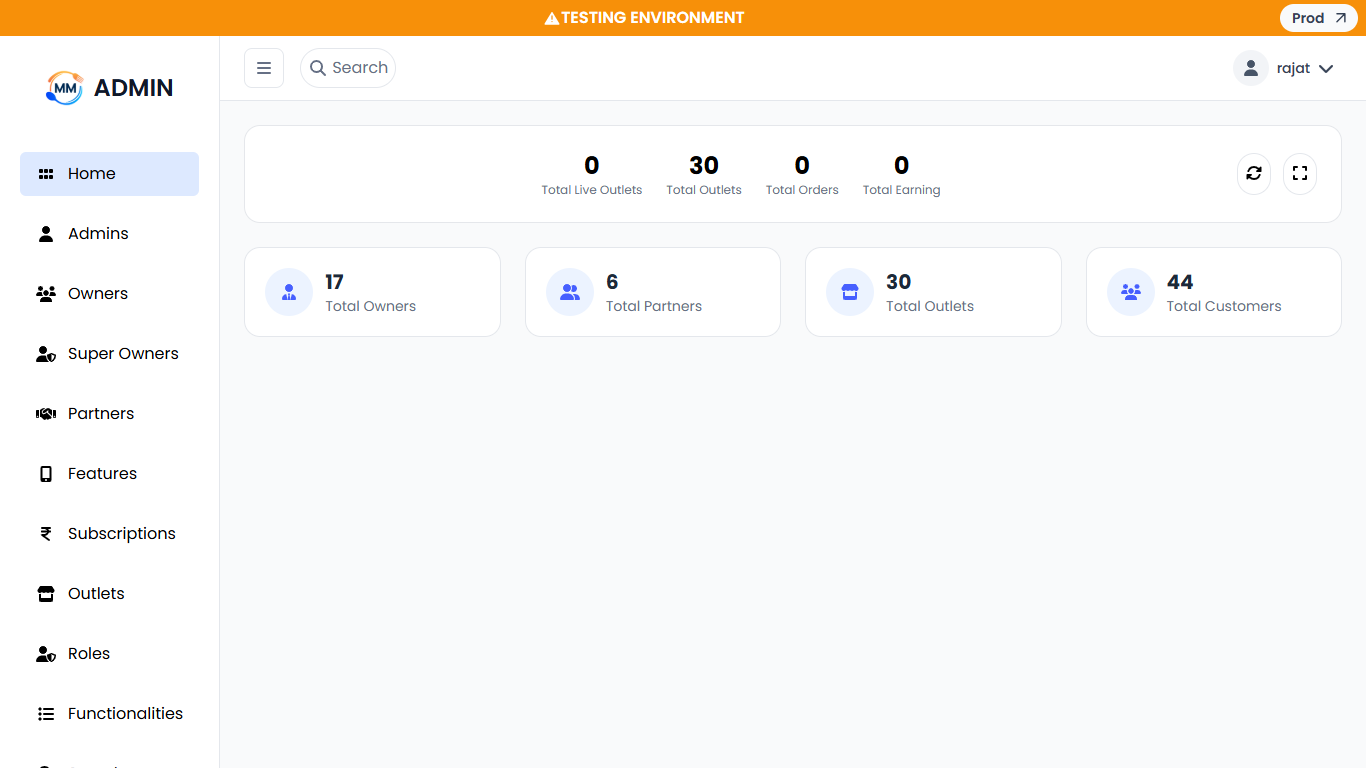 TESTING ENVIRONMENT
Prod
MM ADMIN
Search
rajat
Home
Admins
Owners
Super Owners
Partners
Features
Subscriptions
Outlets
Roles
Functionalities
0
Total Live Outlets
30
Total Outlets
0
Total Orders
0
Total Earning
17
Total Owners
6
Total Partners
30
Total Outlets
44
Total Customers